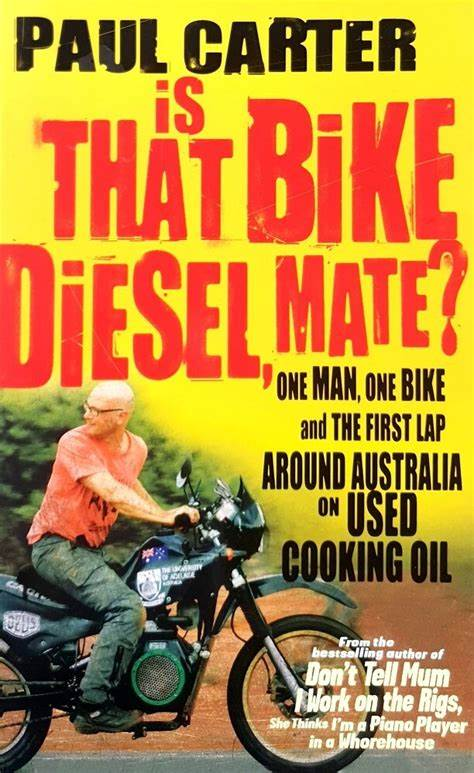 PAUL CARTER
iS
THAT BiKE
DiESEL, MATE?
ONE MAN, ONE BIKE
and THE FIRST LAP
AROUND AUSTRALIA
ON USED
COOKING OIL
THE UNIVERSITY
OF ADELAIDE
AUSTRALIA
From the
bestselling author of
Don't Tell Mum
I Work on the Rigs,
She Thinks I'm a Piano Player
in a Whorehouse